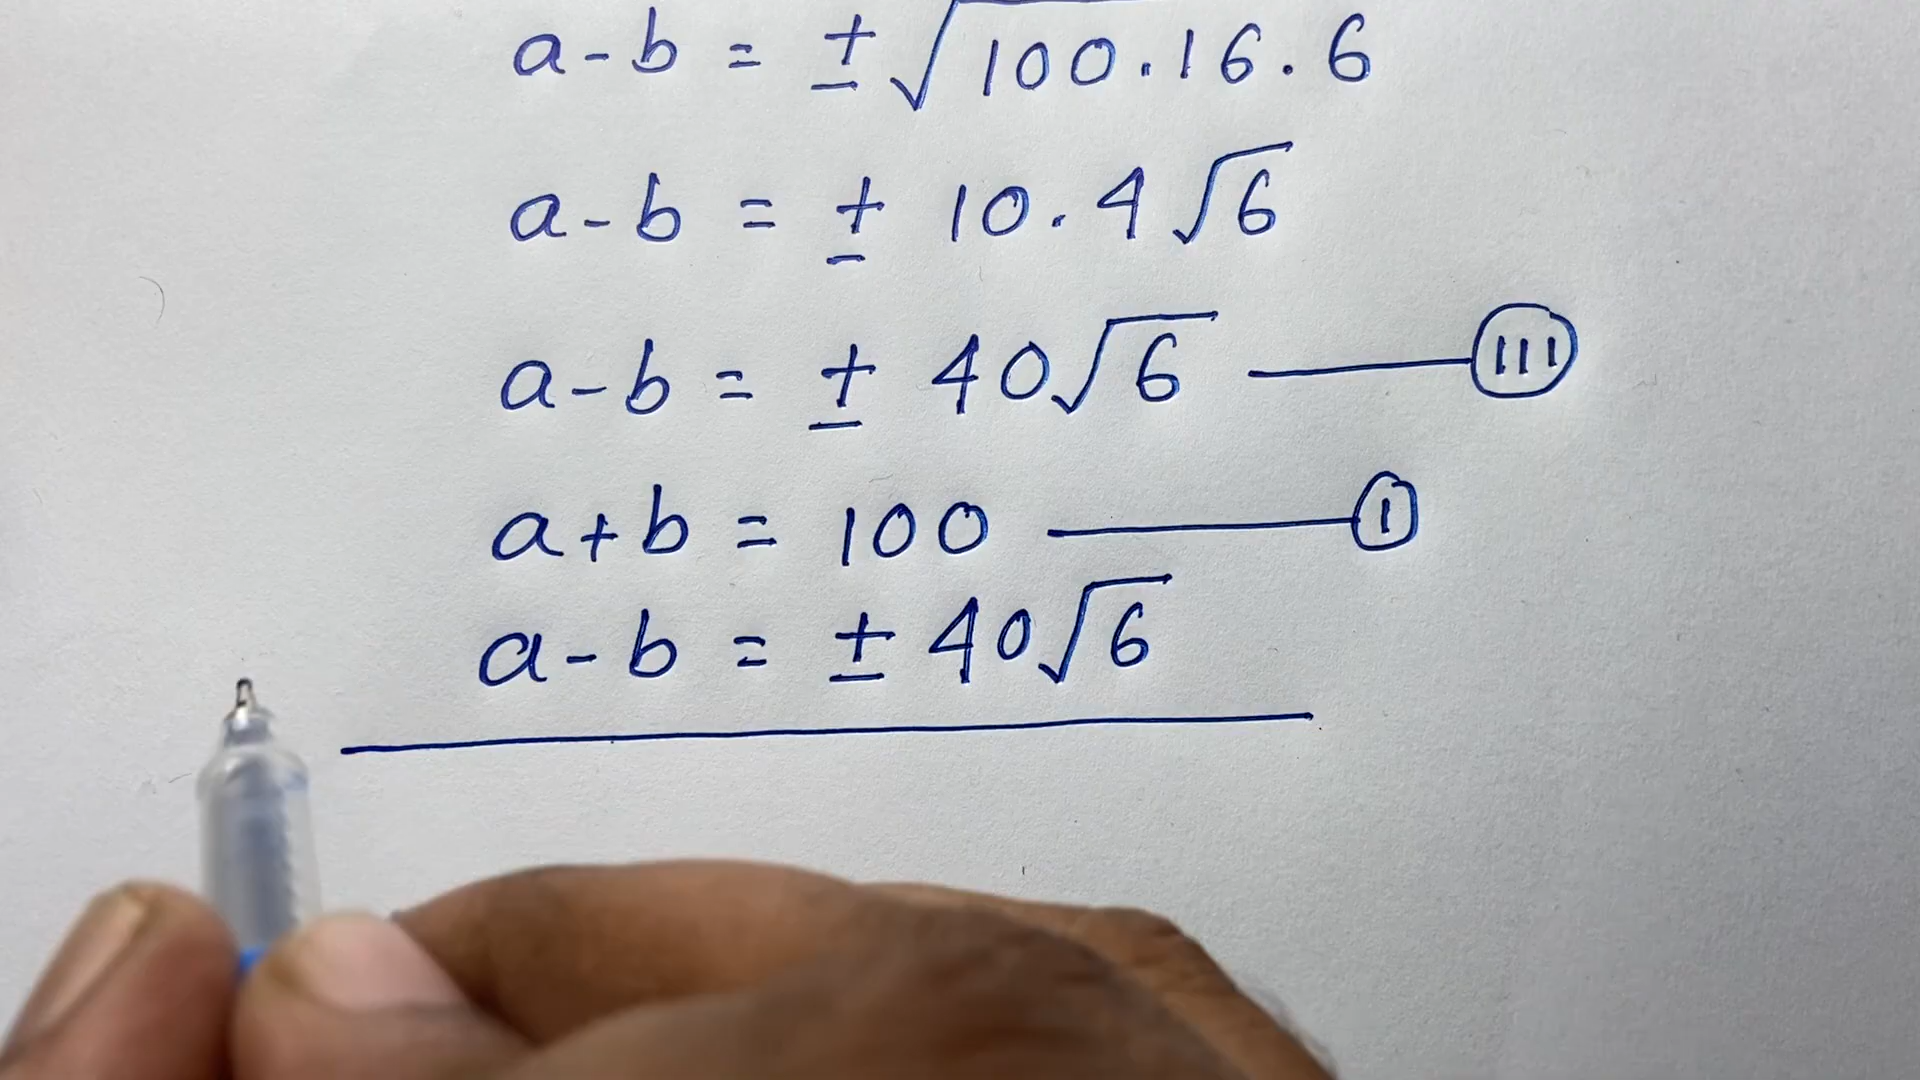 a - b = ± √100.16.6
a - b = ± 10.4 √6
a - b = ± 40√6 —— III
a + b = 100 —— I
a - b = ± 40√6